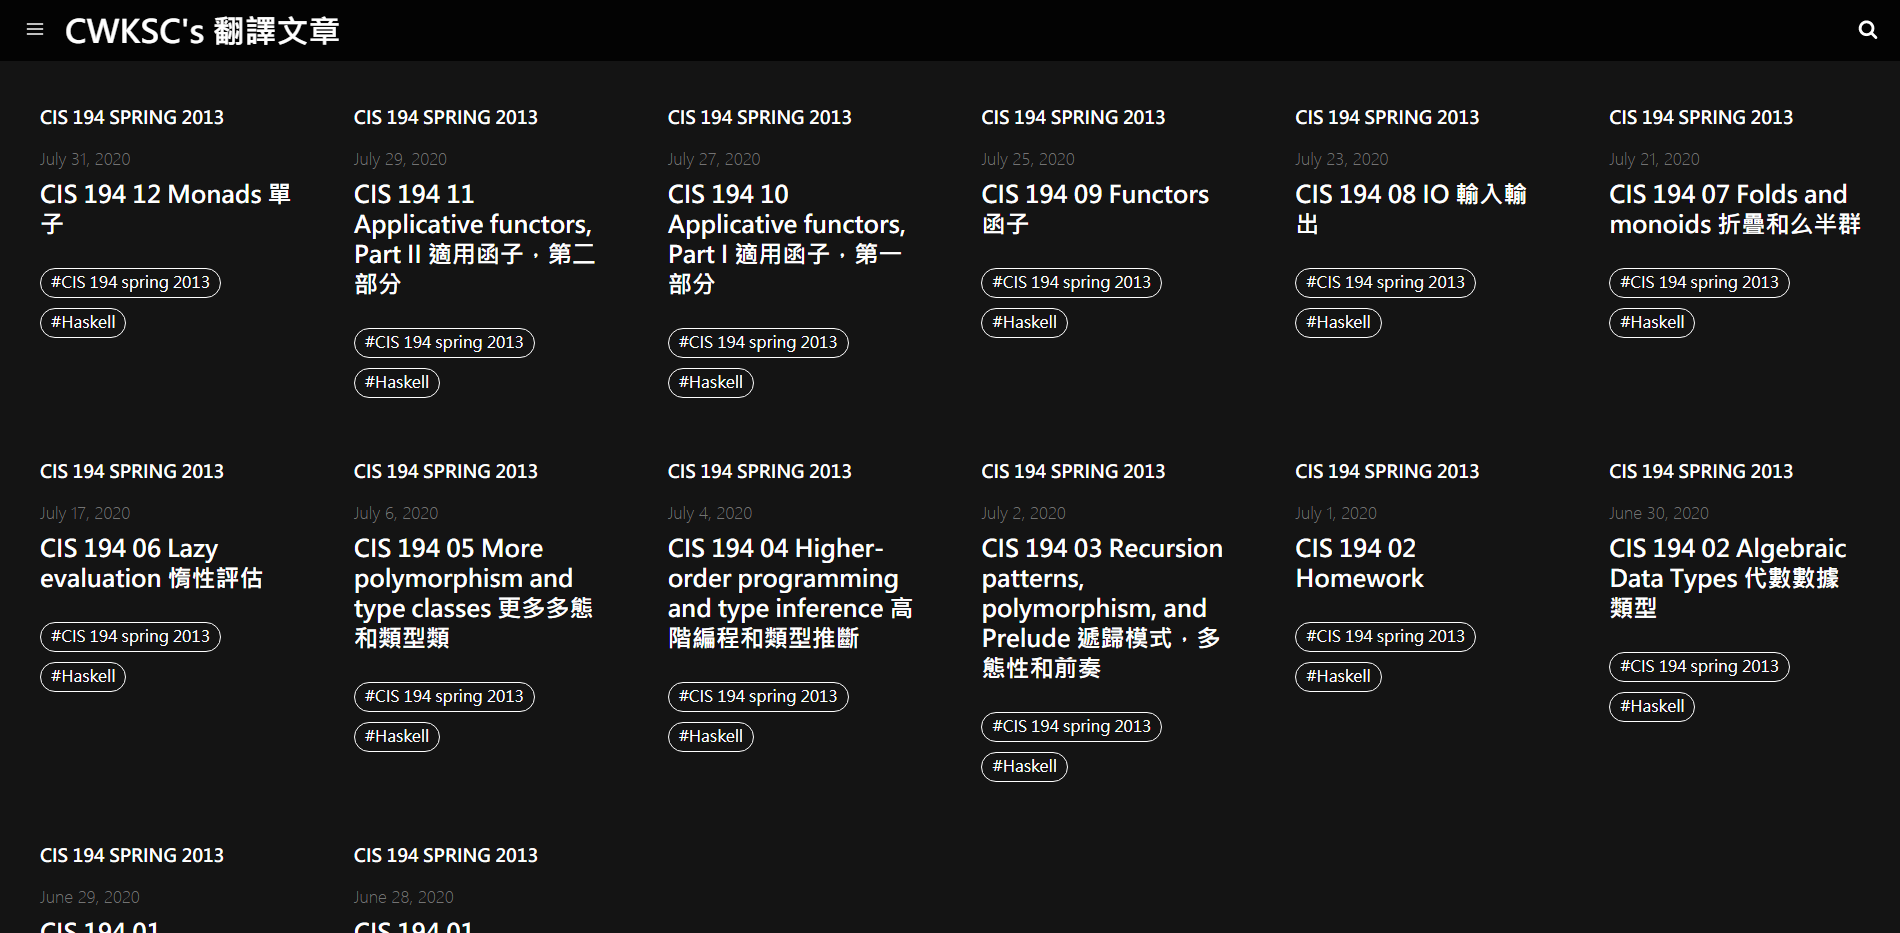 CWKSC's 翻譯文章
CIS 194 SPRING 2013
July 31, 2020
CIS 194 12 Monads 單
子
#CIS 194 spring 2013
#Haskell
CIS 194 SPRING 2013
July 29, 2020
CIS 194 11
Applicative functors,
Part II 適用函子，第二
部分
#CIS 194 spring 2013
#Haskell
CIS 194 SPRING 2013
July 27, 2020
CIS 194 10
Applicative functors,
Part I 適用函子，第一
部分
#CIS 194 spring 2013
#Haskell
CIS 194 SPRING 2013
July 25, 2020
CIS 194 09 Functors
函子
#CIS 194 spring 2013
#Haskell
CIS 194 SPRING 2013
July 23, 2020
CIS 194 08 IO 輸入輸
出
#CIS 194 spring 2013
#Haskell
CIS 194 SPRING 2013
July 21, 2020
CIS 194 07 Folds and
monoids 折疊和么半群
#CIS 194 spring 2013
#Haskell
CIS 194 SPRING 2013
July 17, 2020
CIS 194 06 Lazy
evaluation 惰性評估
#CIS 194 spring 2013
#Haskell
CIS 194 SPRING 2013
July 6, 2020
CIS 194 05 More
polymorphism and
type classes 更多多態
和類型類
#CIS 194 spring 2013
#Haskell
CIS 194 SPRING 2013
July 4, 2020
CIS 194 04 Higher-
order programming
and type inference 高
階編程和類型推斷
#CIS 194 spring 2013
#Haskell
CIS 194 SPRING 2013
July 2, 2020
CIS 194 03 Recursion
patterns,
polymorphism, and
Prelude 遞歸模式，多
態性和前奏
#CIS 194 spring 2013
#Haskell
CIS 194 SPRING 2013
July 1, 2020
CIS 194 02
Homework
#CIS 194 spring 2013
#Haskell
CIS 194 SPRING 2013
June 30, 2020
CIS 194 02 Algebraic
Data Types 代數數據
類型
#CIS 194 spring 2013
#Haskell
CIS 194 SPRING 2013
June 29, 2020
CIS 194 01
CIS 194 SPRING 2013
June 28, 2020
CIS 194 01